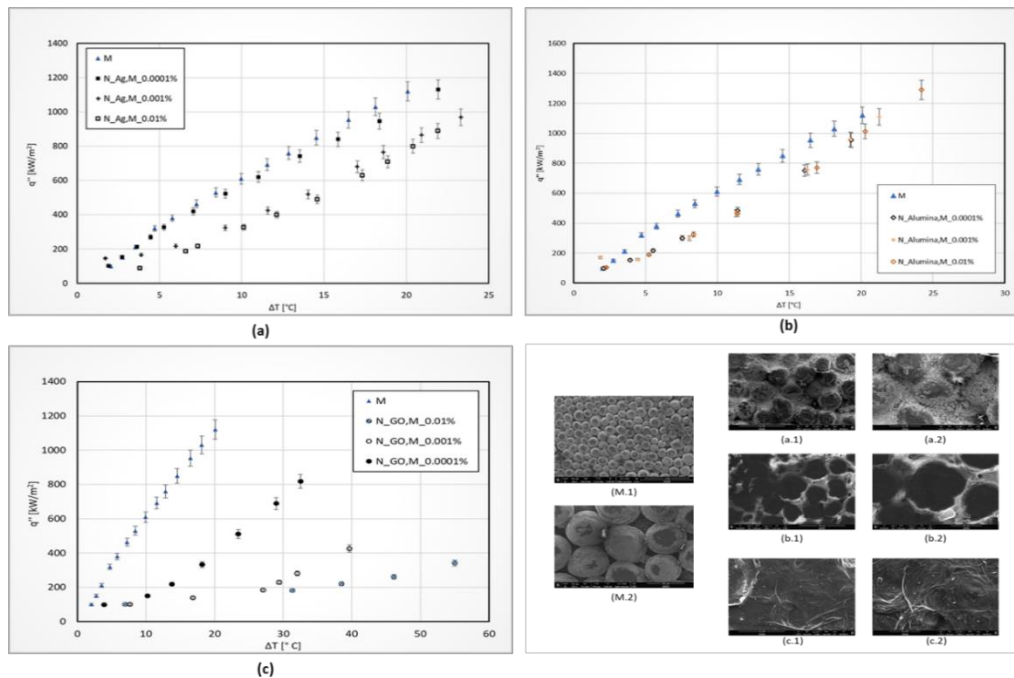 1400
1200
1000
800
600
400
200
0
q" [kW/m²]
M
N_Ag,M_0.0001%
N_Ag,M_0.001%
N_Ag,M_0.01%
0 5 10 15 20 25
ΔT [°C]
(a)
1600
1400
1200
1000
800
600
400
200
0
q" [kW/m²]
M
N_Alumina,M_0.0001%
N_Alumina,M_0.001%
N_Alumina,M_0.01%
0 5 10 15 20 25 30
ΔT [°C]
(b)
1400
1200
1000
800
600
400
200
0
q" [kW/m²]
M
N_GO,M_0.01%
N_GO,M_0.001%
N_GO,M_0.0001%
0 10 20 30 40 50 60
ΔT [° C]
(c)
(M.1)
(M.2)
(a.1) (a.2)
(b.1) (b.2)
(c.1) (c.2)